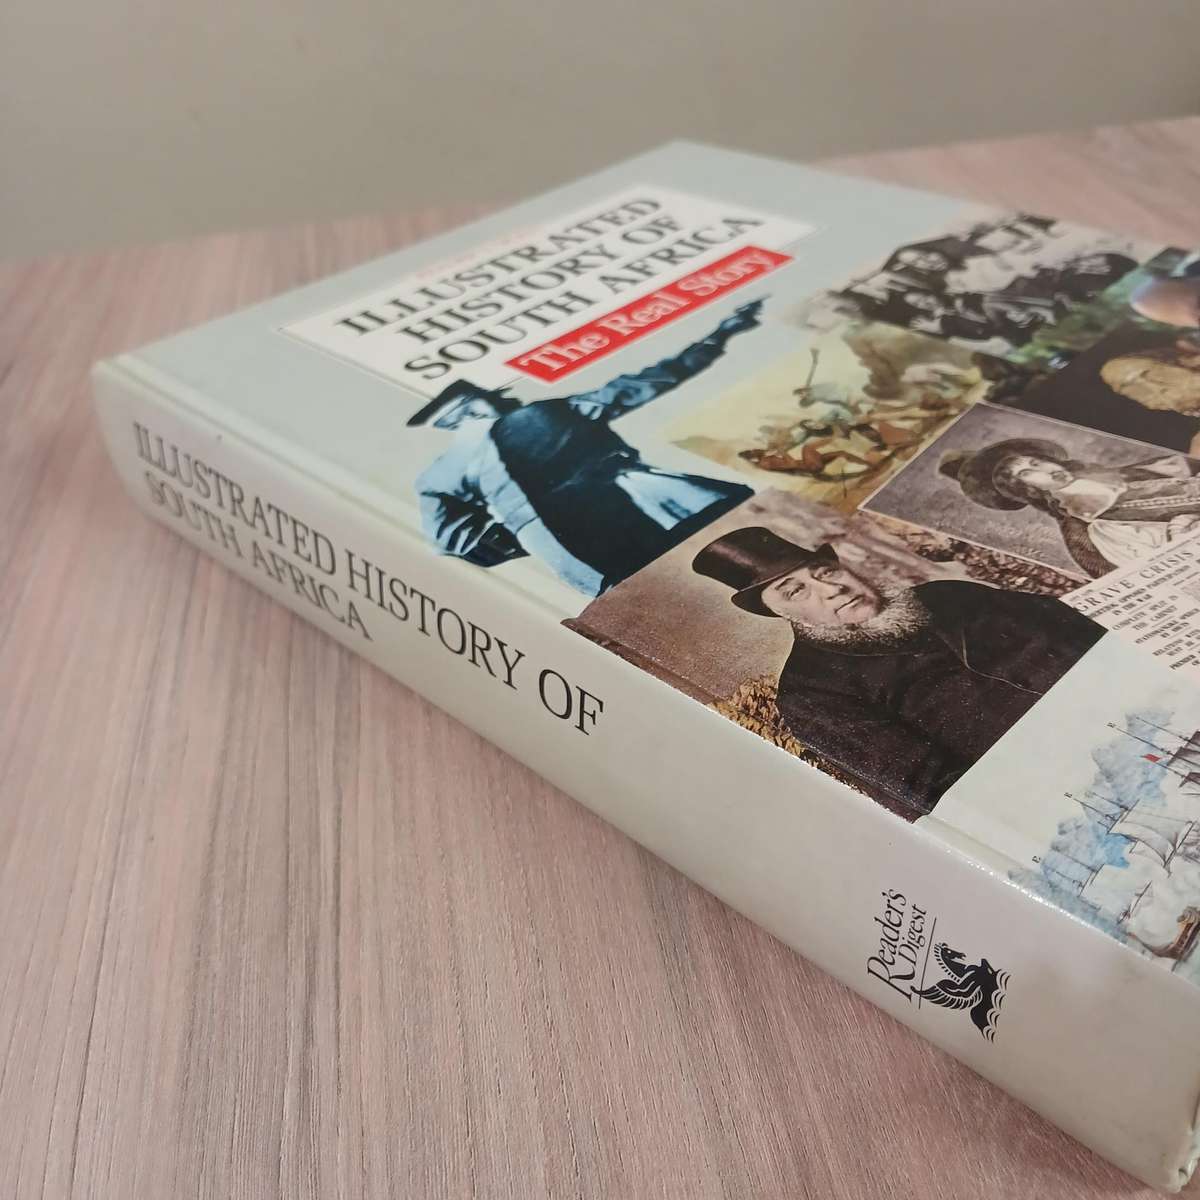 ILLUSTRATED
HISTORY OF
SOUTH AFRICA
The Real Story
ILLUSTRATED HISTORY OF
SOUTH AFRICA
Reader's
Digest
GRAVE CRISIS